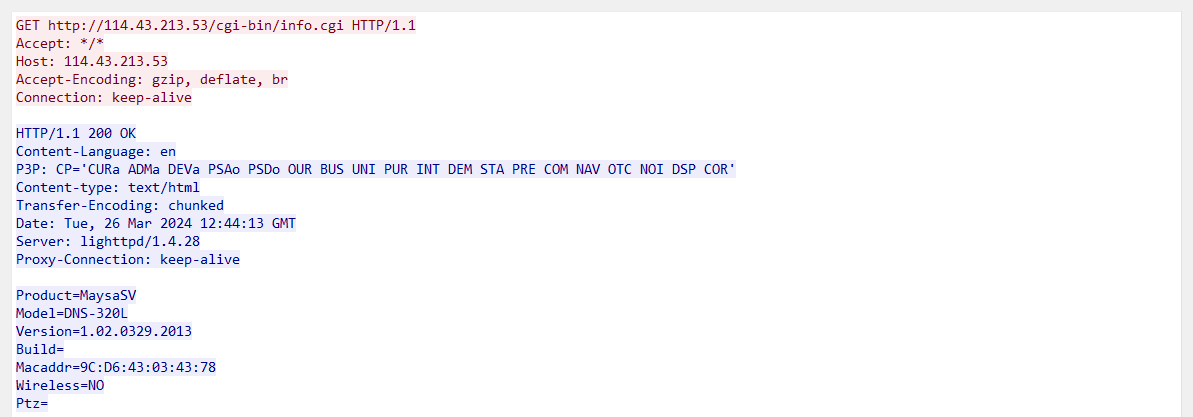 GET http://114.43.213.53/cgi-bin/info.cgi HTTP/1.1
Accept: */*
Host: 114.43.213.53
Accept-Encoding: gzip, deflate, br
Connection: keep-alive
HTTP/1.1 200 OK
Content-Language: en
P3P: CP='CURa ADMa DEVa PSAo PSDo OUR BUS UNI PUR INT DEM STA PRE COM NAV OTC NOI DSP COR'
Content-type: text/html
Transfer-Encoding: chunked
Date: Tue, 26 Mar 2024 12:44:13 GMT
Server: lighttpd/1.4.28
Proxy-Connection: keep-alive
Product=MaysaSV
Model=DNS-320L
Version=1.02.0329.2013
Build=
Macaddr=9C:D6:43:03:43:78
Wireless=NO
Ptz=